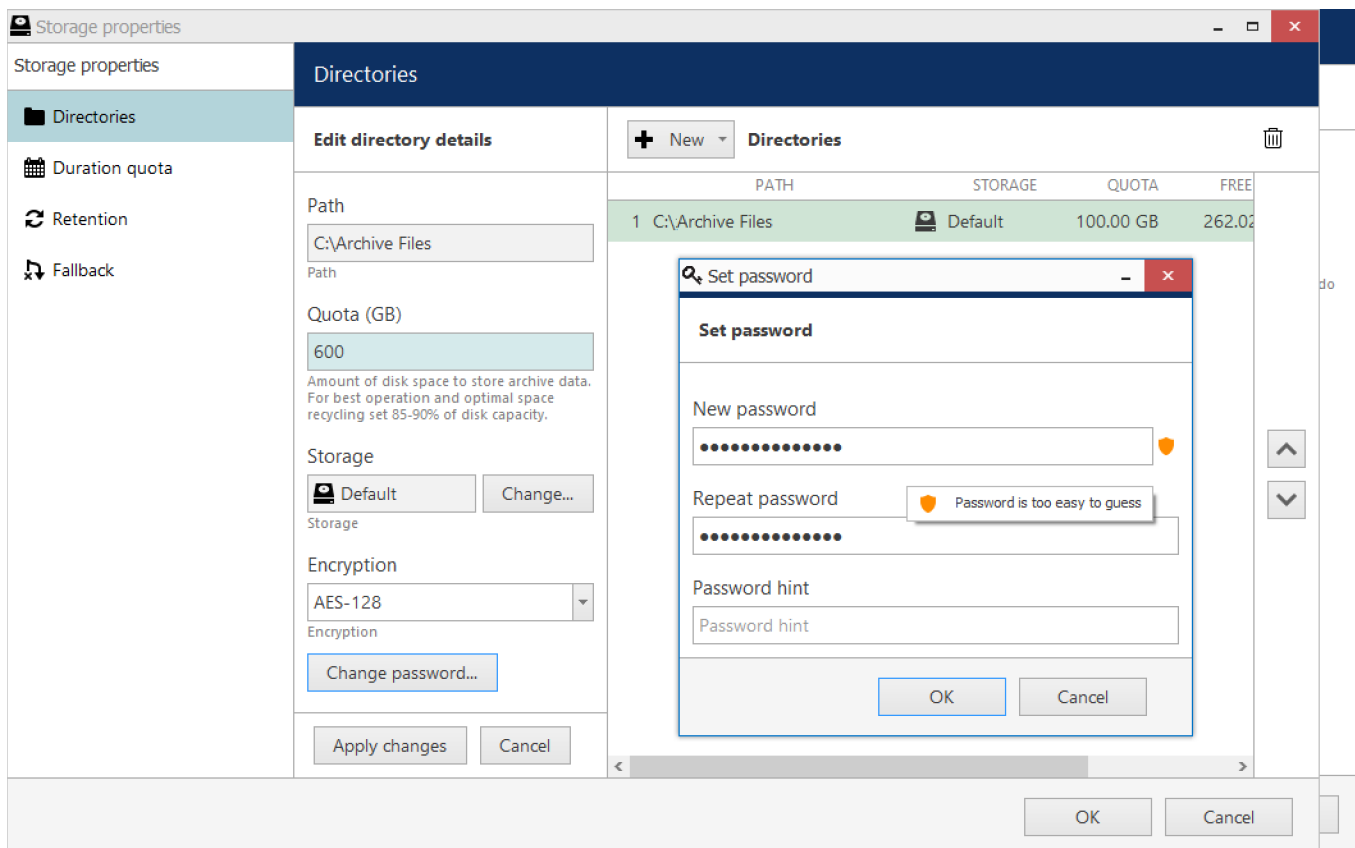 Storage properties
Storage properties
Directories
Duration quota
Retention
Fallback
Directories
Edit directory details
Path
C:\Archive Files
Path
Quota (GB)
600
Amount of disk space to store archive data.
For best operation and optimal space
recycling set 85-90% of disk capacity.
Storage
Default
Change...
Storage
Encryption
AES-128
Encryption
Change password...
Apply changes Cancel
New Directories
PATH STORAGE QUOTA FREE
1 C:\Archive Files Default 100.00 GB 262.02
Set password
Set password
New password
●●●●●●●●●●●●●●
Repeat password
Password is too easy to guess
●●●●●●●●●●●●●●
Password hint
Password hint
OK Cancel
OK Cancel
do